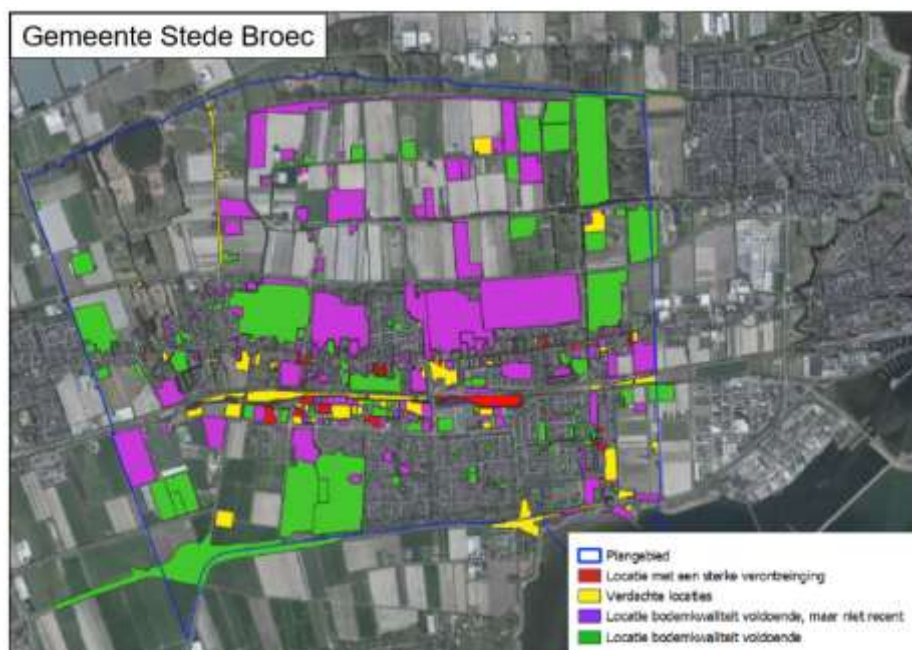 Gemeente Stede Broec
Plangebied
Locatie met een sterke verontreinging
Verdachte locaties
Locatie bodemkwaliteit voldoende, maar niet recent
Locatie bodemkwaliteit voldoende